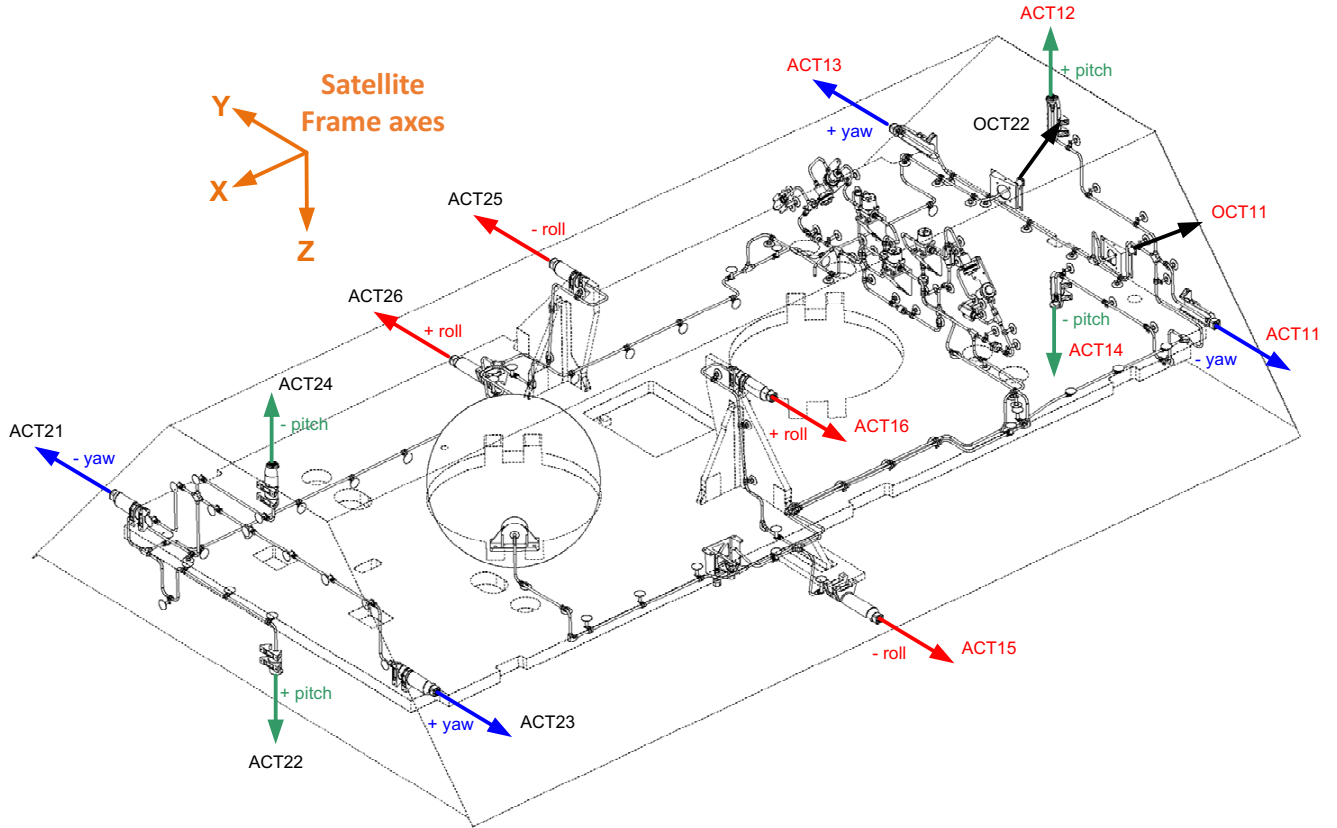 ACT12
ACT13
+ pitch
Satellite
Frame axes
Y
X
Z
+ yaw
OCT22
ACT25
- roll
OCT11
ACT26
+ roll
- pitch
ACT14
ACT11
- yaw
ACT24
- pitch
ACT16
+ roll
ACT21
- yaw
ACT15
- roll
+ pitch
ACT23
+ yaw
ACT22